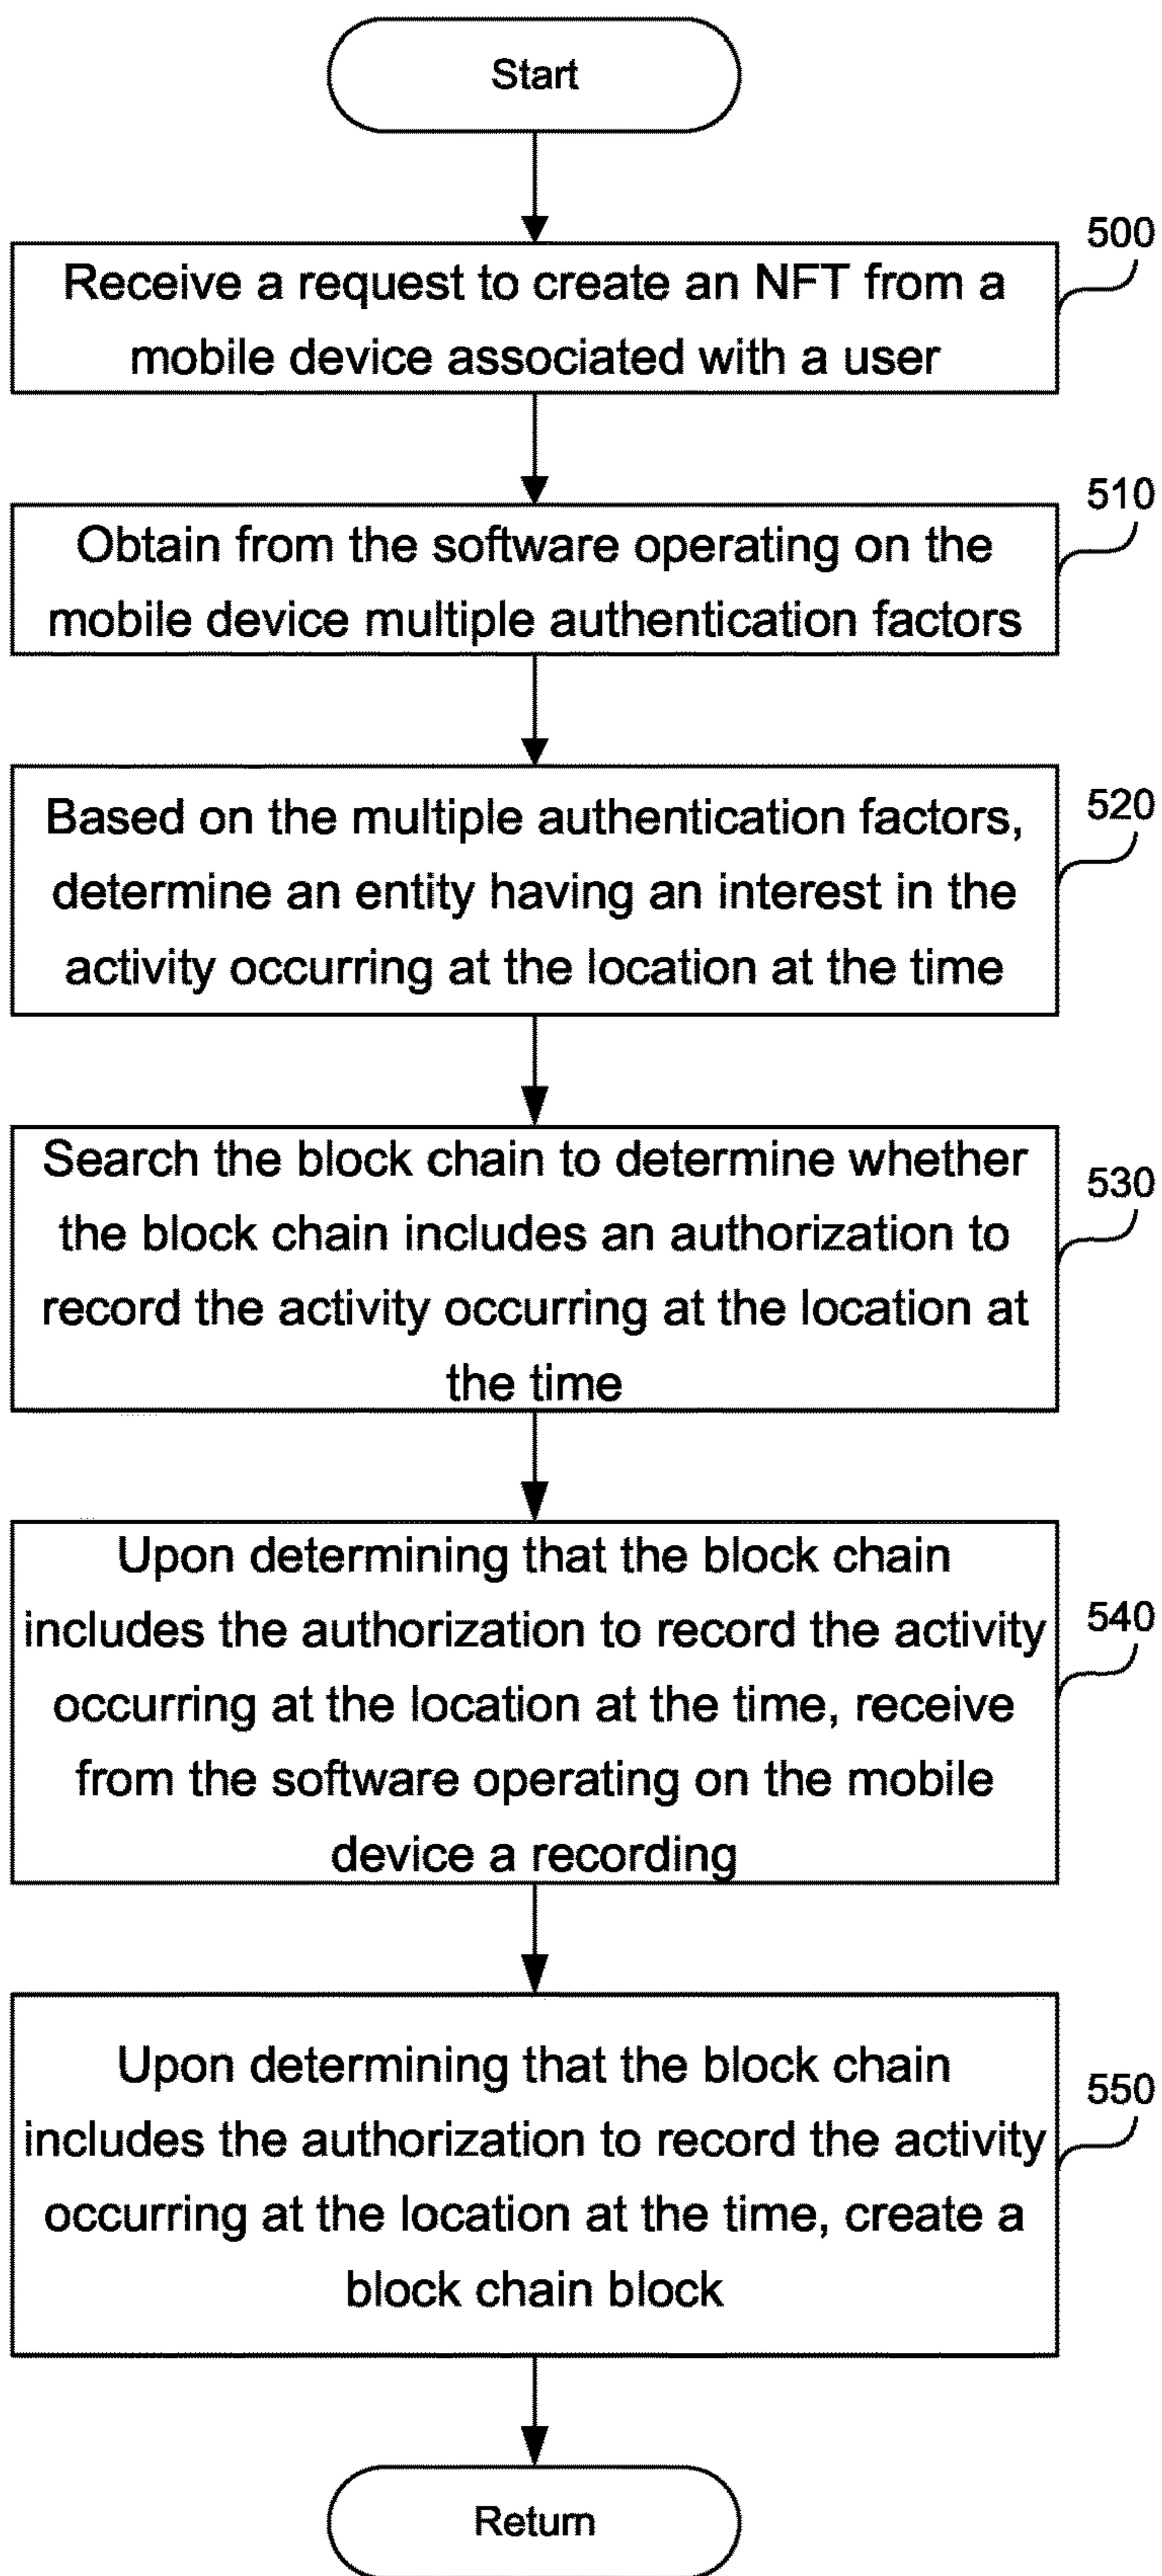 Start
500
Receive a request to create an NFT from a
mobile device associated with a user
510
Obtain from the software operating on the
mobile device multiple authentication factors
520
Based on the multiple authentication factors,
determine an entity having an interest in the
activity occurring at the location at the time
530
Search the block chain to determine whether
the block chain includes an authorization to
record the activity occurring at the location at
the time
540
Upon determining that the block chain
includes the authorization to record the activity
occurring at the location at the time, receive
from the software operating on the mobile
device a recording
550
Upon determining that the block chain
includes the authorization to record the activity
occurring at the location at the time, create a
block chain block
Return